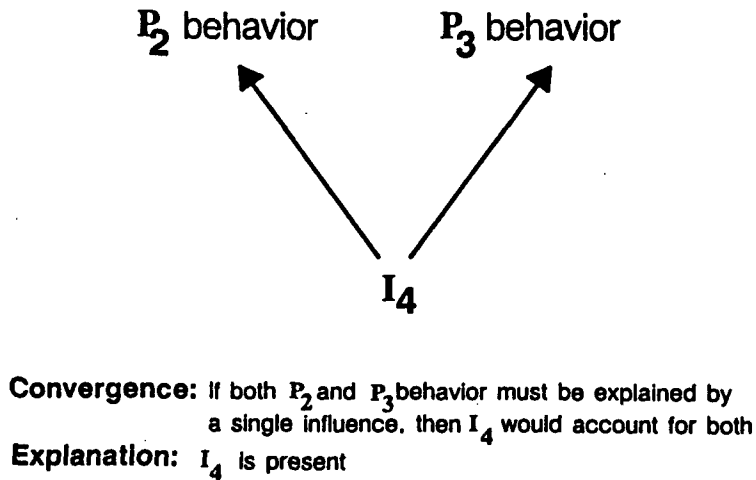 P2 behavior P3 behavior
I4
Convergence: If both P2 and P3 behavior must be explained by
a single influence, then I4 would account for both
Explanation: I4 is present